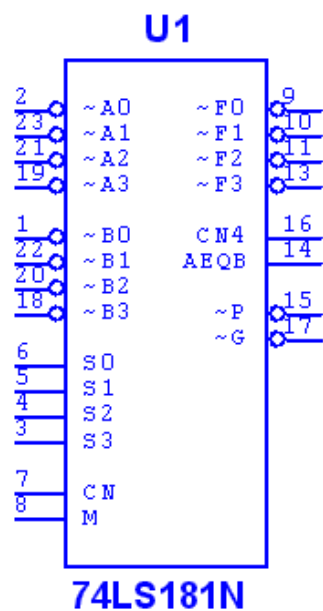 U1
2 ~A0 ~F0 9
23 ~A1 ~F1 10
21 ~A2 ~F2 11
19 ~A3 ~F3 13
1 ~B0 CN4 16
22 ~B1 AEQB 14
20 ~B2
18 ~B3 ~P 15
~G 17
6 S0
5 S1
4 S2
3 S3
7 CN
8 M
74LS181N